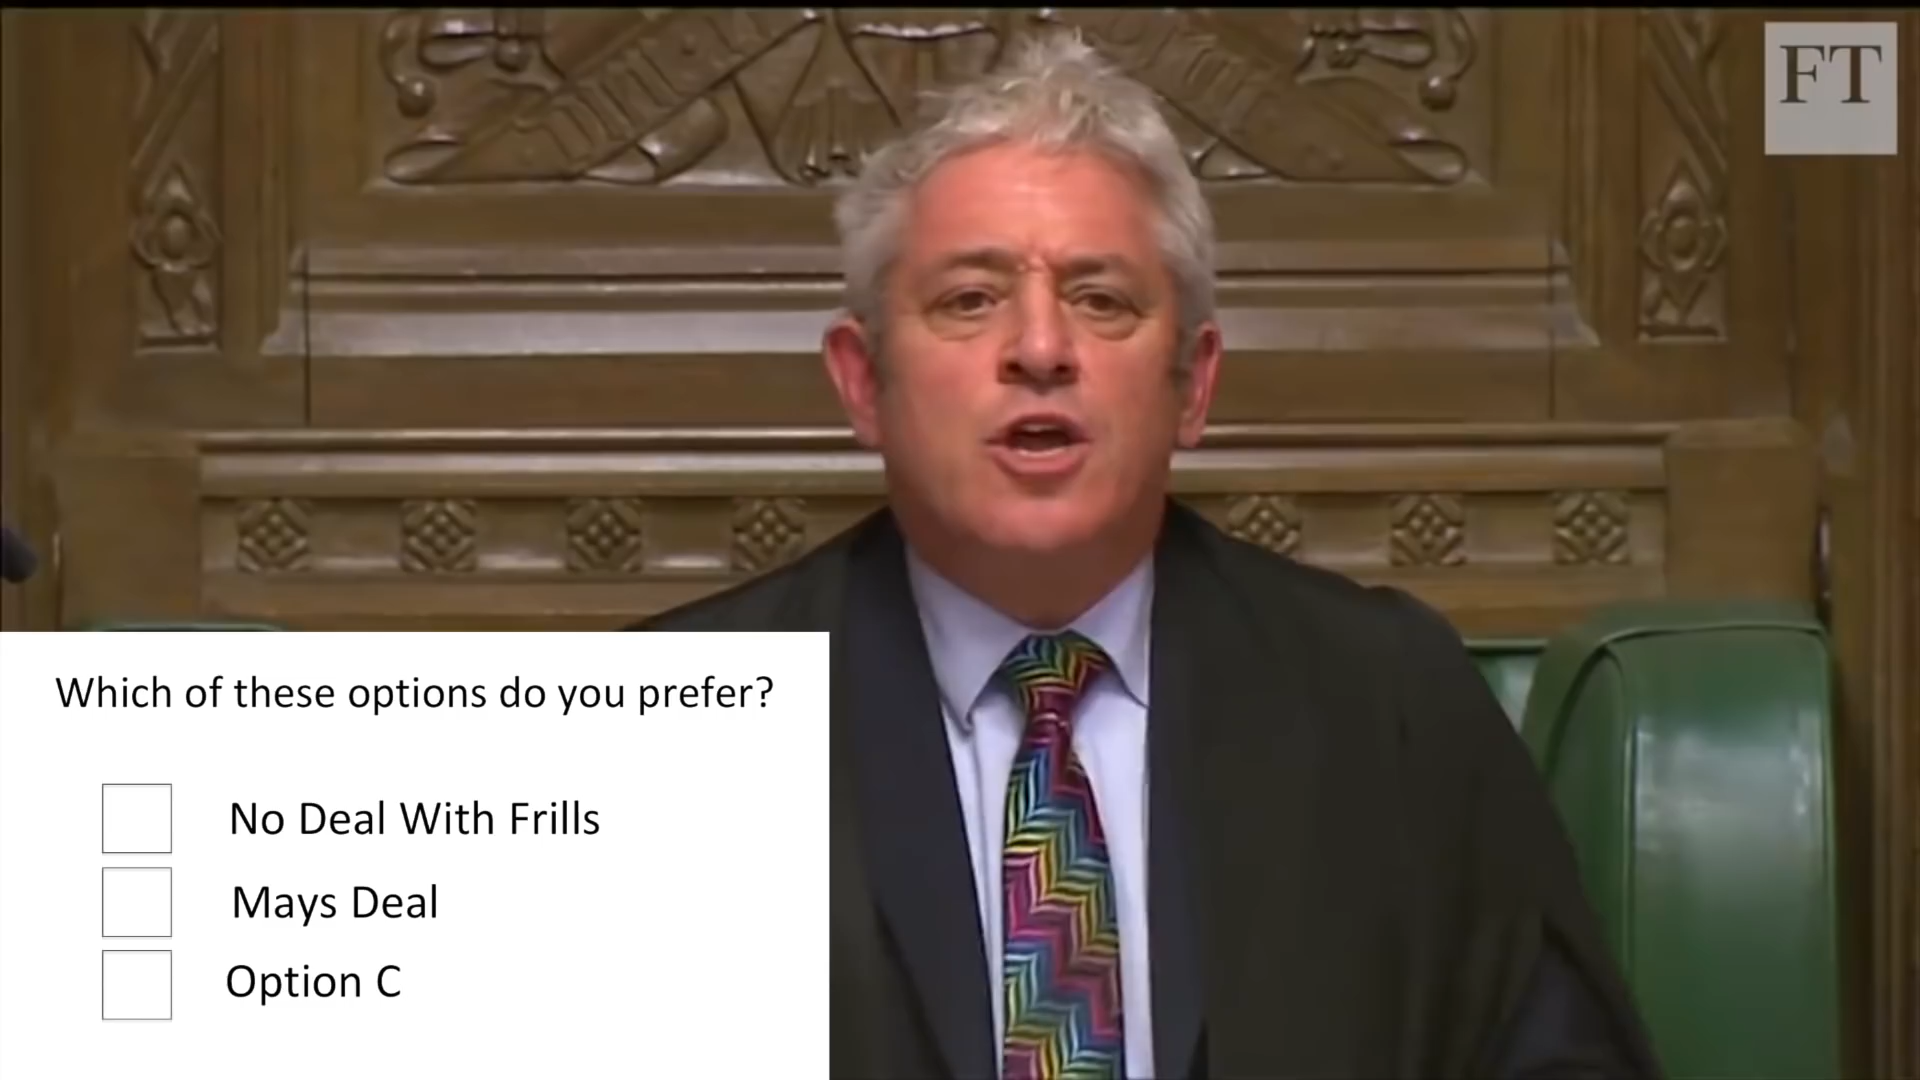 FT
Which of these options do you prefer?
No Deal With Frills
Mays Deal
Option C